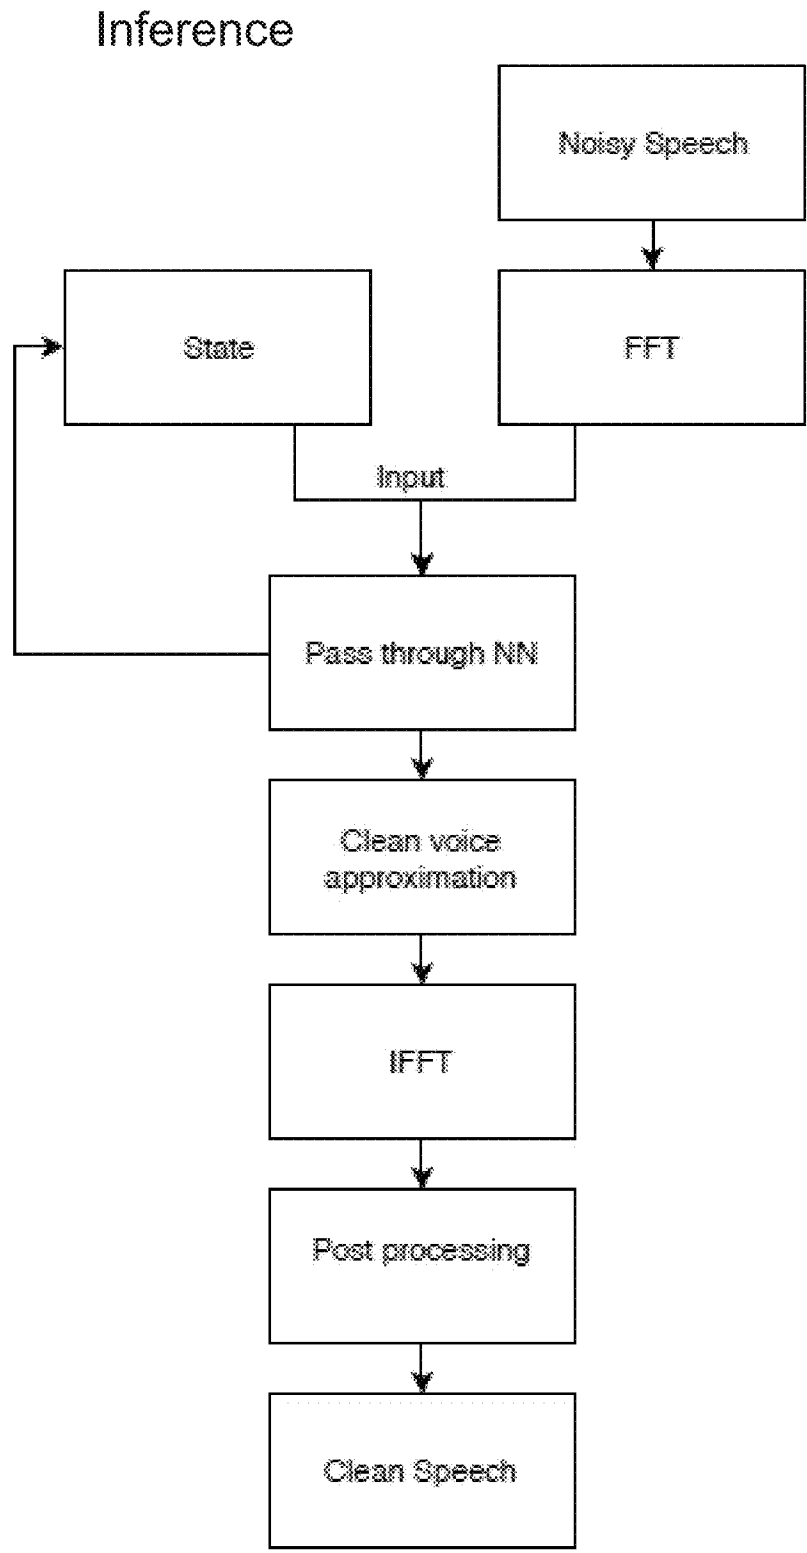 Inference
Noisy Speech
State
FFT
Input
Pass through NN
Clean voice
approximation
IFFT
Post processing
Clean Speech